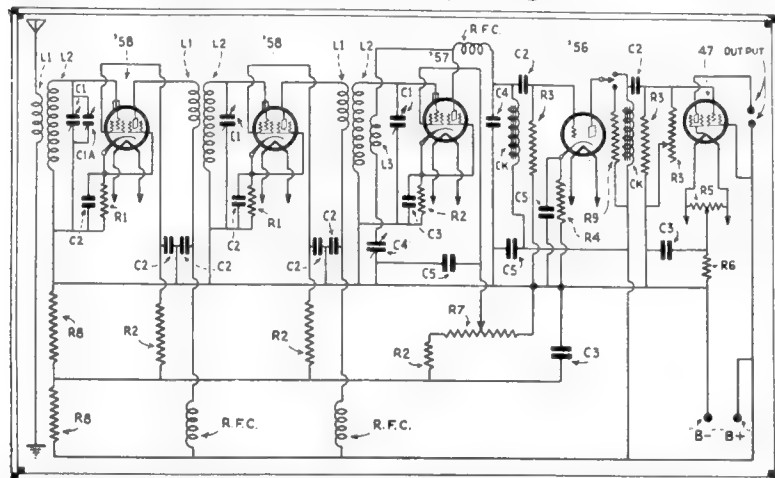 R.F.C.
L1 L2 '58 L1 L2 '58 L1 L2 '57 C2 '56 C2 47 OUTPUT
C1 C1 C1 C4 R3 R3
C1A L3 CK CK R3
R1 R1 R2 C5 R9 R5
C2 C2 C3 R4
C2 C2 C2 C4 C5 C5 C3 R6
R8 R2 R2 R7 R2 C3
R8 R.F.C. R.F.C. B- B+